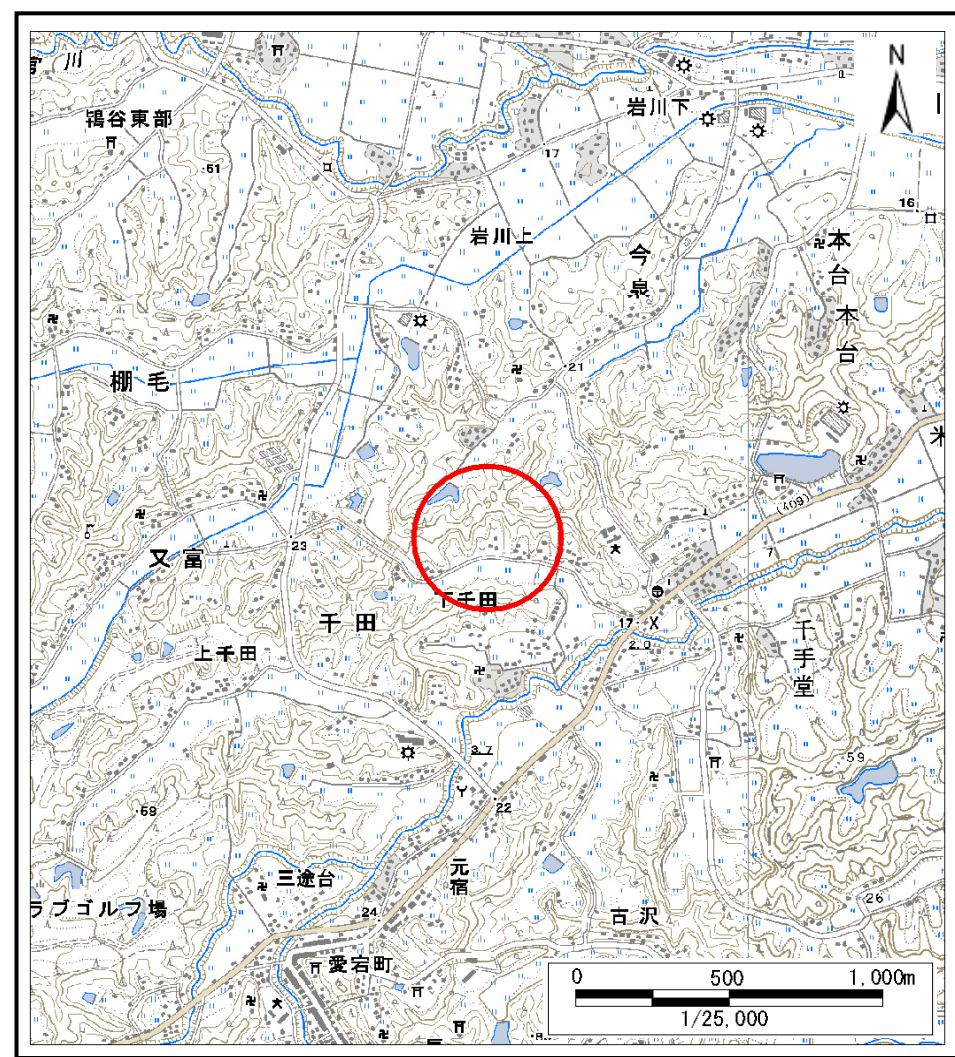 N
鴇谷東部
岩川下
61
17
16
岩川上
今泉
本台
本台
21
棚毛
(409)
又富
23
下千田
千田
17
2.0
7
千手堂
上千田
3.7
59
22
元宿
三途台
26
ラブゴルフ場
24
古沢
愛宕町
0 500 1,000m
1/25,000